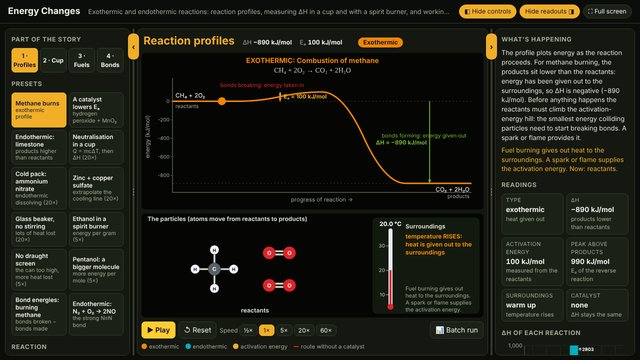 Energy Changes
Exothermic and endothermic reactions: reaction profiles, measuring ΔH in a cup and with a spirit burner, and workin...
Hide controls
Hide readouts
Full screen
PART OF THE STORY
1 · Profiles
2 · Cup
3 · Fuels
4 · Bonds
PRESETS
Methane burns
exothermic profile
A catalyst lowers Eₐ
hydrogen peroxide + MnO₂
Endothermic: limestone
products higher than reactants
Neutralisation in a cup
Q = mcΔT, then ΔH (20×)
Cold pack: ammonium nitrate
endothermic dissolving (20×)
Zinc + copper sulfate
extrapolate the cooling line (20×)
Glass beaker, no stirring
lots of heat lost (20×)
Ethanol in a spirit burner
energy per gram (5×)
No draught screen
the can too high, more heat lost (5×)
Pentanol: a bigger molecule
more energy per mole (5×)
Bond energies: burning methane
bonds broken − bonds made
Endothermic: N₂ + O₂ → 2NO
the strong N≡N bond
REACTION
Reaction profiles
ΔH −890 kJ/mol
Eₐ 100 kJ/mol
Exothermic
EXOTHERMIC: Combustion of methane
CH₄ + 2O₂ → CO₂ + 2H₂O
bonds breaking: energy taken in
CH₄ + 2O₂
Eₐ = 100 kJ/mol
0
reactants
-200
-400
-600
-800
energy (kJ/mol)
bonds forming: energy given out
ΔH = −890 kJ/mol
CO₂ + 2H₂O
products
progress of reaction →
The particles (atoms move from reactants to products)
H
H
C
H
H
O
O
O
O
reactants
20.0 °C
30
20
10
Surroundings
temperature RISES: heat is given out to the surroundings
Burning gives out heat to the surroundings. A spark or flame supplies the activation energy.
Play
Reset
Speed
½×
1×
5×
20×
60×
Batch run
exothermic
endothermic
activation energy
route without a catalyst
WHAT'S HAPPENING
The profile plots energy as the reaction proceeds. For methane burning, the products sit lower than the reactants: energy has been given out to the surroundings, so ΔH is negative (−890 kJ/mol). Before anything happens the reactants must climb the activation-energy hill: the smallest energy colliding particles need to start breaking bonds. A spark or flame provides it.
Burning gives out heat to the surroundings. A spark or flame supplies the activation energy. Now: reactants.
READINGS
TYPE
exothermic
heat given out
ΔH
−890 kJ/mol
products lower than reactants
ACTIVATION ENERGY
100 kJ/mol
measured from the reactants
PEAK ABOVE PRODUCTS
990 kJ/mol
Eₐ of the reverse reaction
SURROUNDINGS
warm up
temperature rises
CATALYST
none
ΔH stays the same
ΔH OF EACH REACTION
1,000
+2803